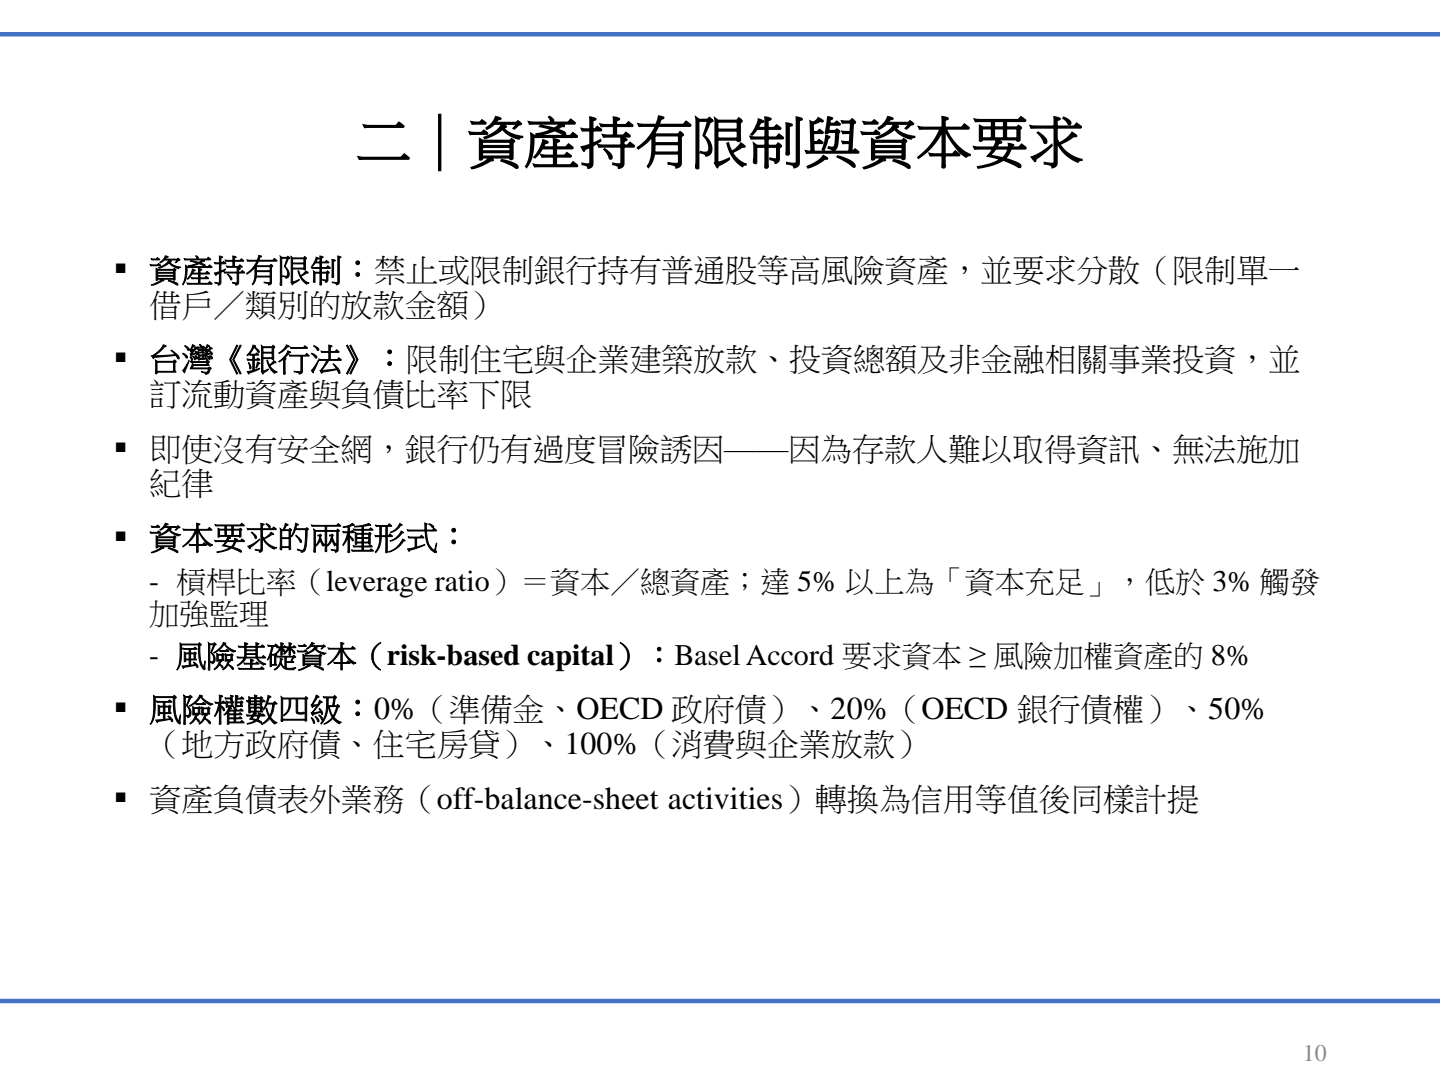 二｜資產持有限制與資本要求
▪ 資產持有限制：禁止或限制銀行持有普通股等高風險資產，並要求分散（限制單一
借戶／類別的放款金額）
▪ 台灣《銀行法》：限制住宅與企業建築放款、投資總額及非金融相關事業投資，並
訂流動資產與負債比率下限
▪ 即使沒有安全網，銀行仍有過度冒險誘因——因為存款人難以取得資訊、無法施加
紀律
▪ 資本要求的兩種形式：
- 槓桿比率（leverage ratio）＝資本／總資產；達 5% 以上為「資本充足」，低於 3% 觸發
加強監理
- 風險基礎資本（risk-based capital）：Basel Accord 要求資本 ≥ 風險加權資產的 8%
▪ 風險權數四級：0%（準備金、OECD 政府債）、20%（OECD 銀行債權）、50%
（地方政府債、住宅房貸）、100%（消費與企業放款）
▪ 資產負債表外業務（off-balance-sheet activities）轉換為信用等值後同樣計提
10